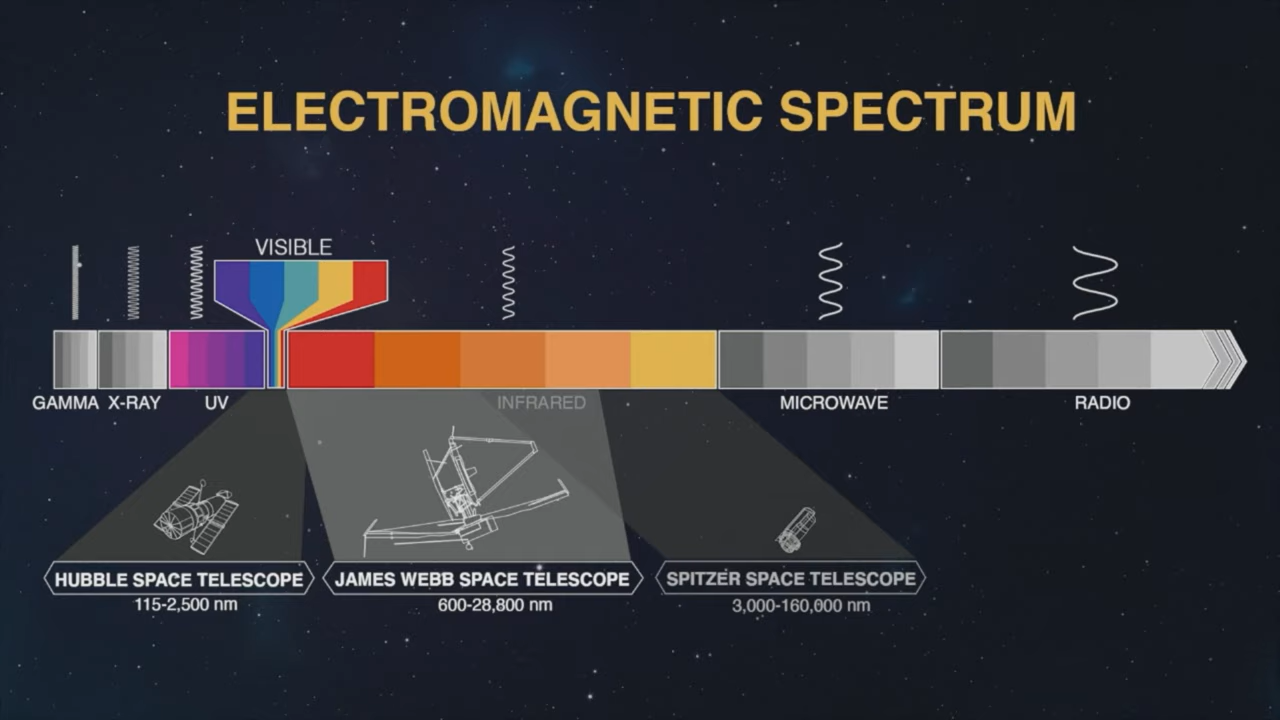 ELECTROMAGNETIC SPECTRUM
VISIBLE
GAMMA X-RAY UV INFRARED MICROWAVE RADIO
HUBBLE SPACE TELESCOPE JAMES WEBB SPACE TELESCOPE SPITZER SPACE TELESCOPE
115-2,500 nm 600-28,800 nm 3,000-160,000 nm